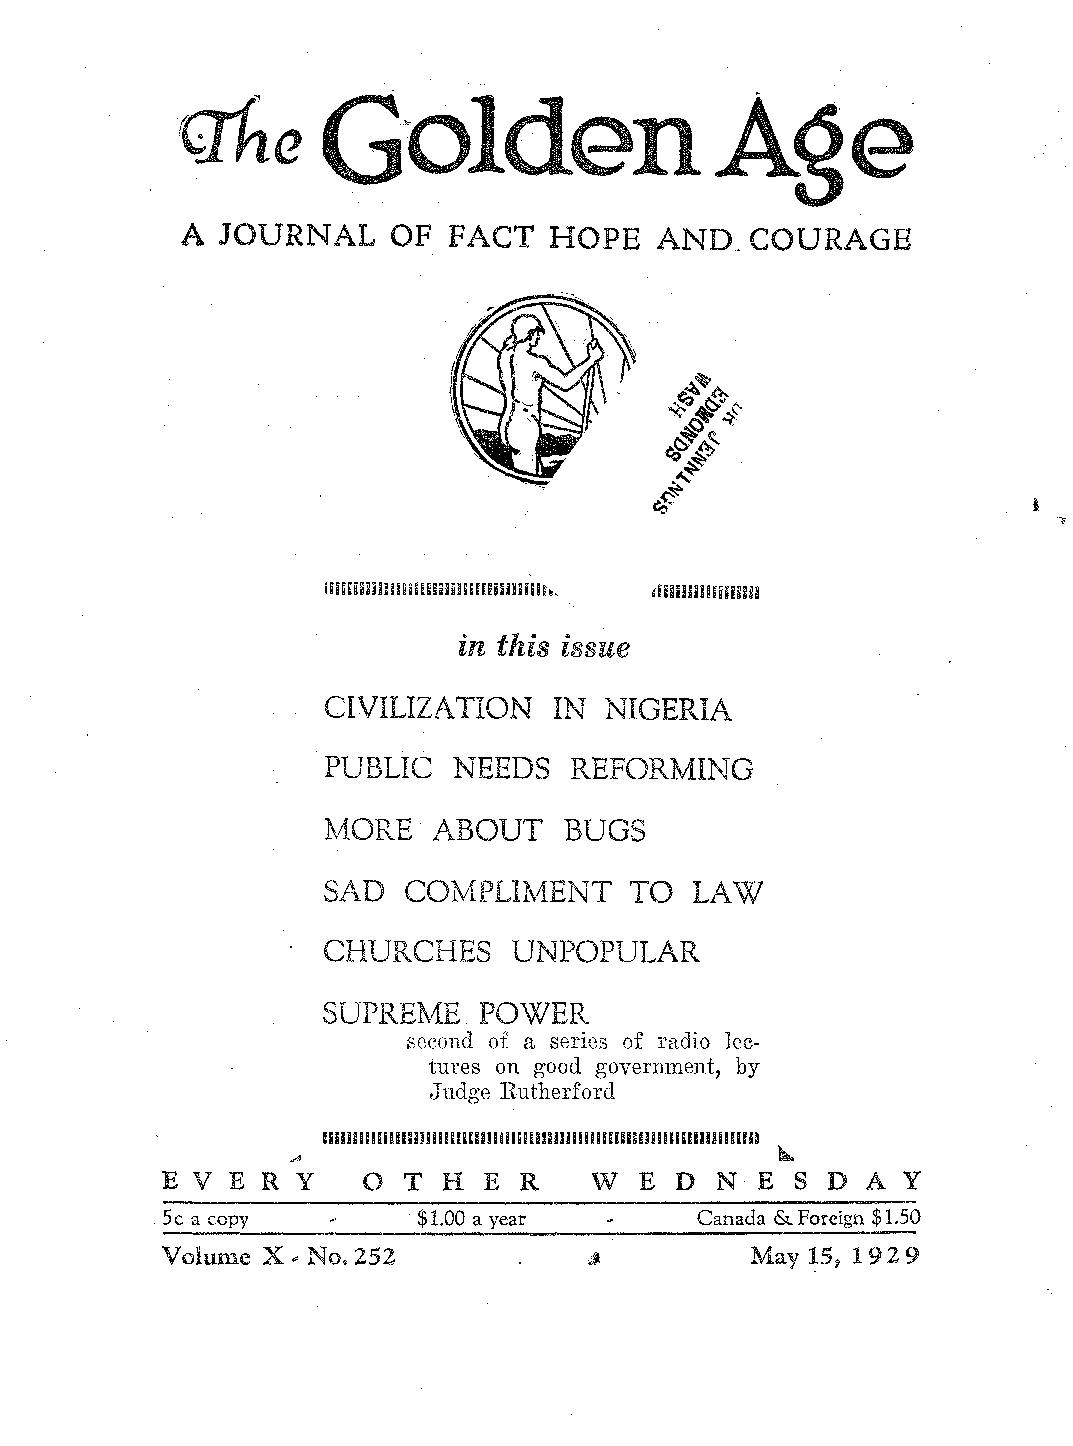 The Golden Age
A JOURNAL OF FACT HOPE AND COURAGE
DR JENNINGS
EDMONDS
WASH
in this issue
CIVILIZATION IN NIGERIA
PUBLIC NEEDS REFORMING
MORE ABOUT BUGS
SAD COMPLIMENT TO LAW
CHURCHES UNPOPULAR
SUPREME POWER
second of a series of radio lec-
tures on good government, by
Judge Rutherford
EVERY OTHER WEDNESDAY
5c a copy - $1.00 a year - Canada & Foreign $1.50
Volume X - No. 252 May 15, 1929